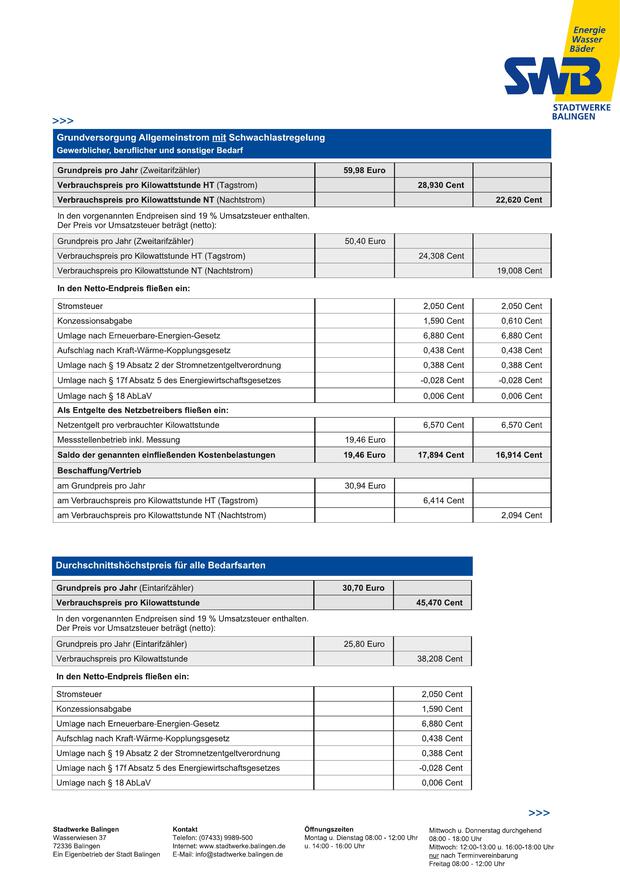 Energie
Wasser
Bäder
SWB
STADTWERKE
BALINGEN
>>>
Grundversorgung Allgemeinstrom mit Schwachlastregelung
Gewerblicher, beruflicher und sonstiger Bedarf
Grundpreis pro Jahr (Zweitarifzähler) 59,98 Euro
Verbrauchspreis pro Kilowattstunde HT (Tagstrom) 28,930 Cent
Verbrauchspreis pro Kilowattstunde NT (Nachtstrom) 22,620 Cent
In den vorgenannten Endpreisen sind 19 % Umsatzsteuer enthalten.
Der Preis vor Umsatzsteuer beträgt (netto):
Grundpreis pro Jahr (Zweitarifzähler) 50,40 Euro
Verbrauchspreis pro Kilowattstunde HT (Tagstrom) 24,308 Cent
Verbrauchspreis pro Kilowattstunde NT (Nachtstrom) 19,008 Cent
In den Netto-Endpreis fließen ein:
Stromsteuer 2,050 Cent 2,050 Cent
Konzessionsabgabe 1,590 Cent 0,610 Cent
Umlage nach Erneuerbare-Energien-Gesetz 6,880 Cent 6,880 Cent
Aufschlag nach Kraft-Wärme-Kopplungsgesetz 0,438 Cent 0,438 Cent
Umlage nach § 19 Absatz 2 der Stromnetzentgeltverordnung 0,388 Cent 0,388 Cent
Umlage nach § 17f Absatz 5 des Energiewirtschaftsgesetzes -0,028 Cent -0,028 Cent
Umlage nach § 18 AbLaV 0,006 Cent 0,006 Cent
Als Entgelte des Netzbetreibers fließen ein:
Netzentgelt pro verbrauchter Kilowattstunde 6,570 Cent 6,570 Cent
Messstellenbetrieb inkl. Messung 19,46 Euro
Saldo der genannten einfließenden Kostenbelastungen 19,46 Euro 17,894 Cent 16,914 Cent
Beschaffung/Vertrieb
am Grundpreis pro Jahr 30,94 Euro
am Verbrauchspreis pro Kilowattstunde HT (Tagstrom) 6,414 Cent
am Verbrauchspreis pro Kilowattstunde NT (Nachtstrom) 2,094 Cent
Durchschnittshöchstpreis für alle Bedarfsarten
Grundpreis pro Jahr (Eintarifzähler) 30,70 Euro
Verbrauchspreis pro Kilowattstunde 45,470 Cent
In den vorgenannten Endpreisen sind 19 % Umsatzsteuer enthalten.
Der Preis vor Umsatzsteuer beträgt (netto):
Grundpreis pro Jahr (Eintarifzähler) 25,80 Euro
Verbrauchspreis pro Kilowattstunde 38,208 Cent
In den Netto-Endpreis fließen ein:
Stromsteuer 2,050 Cent
Konzessionsabgabe 1,590 Cent
Umlage nach Erneuerbare-Energien-Gesetz 6,880 Cent
Aufschlag nach Kraft-Wärme-Kopplungsgesetz 0,438 Cent
Umlage nach § 19 Absatz 2 der Stromnetzentgeltverordnung 0,388 Cent
Umlage nach § 17f Absatz 5 des Energiewirtschaftsgesetzes -0,028 Cent
Umlage nach § 18 AbLaV 0,006 Cent
>>>
Stadtwerke Balingen
Wasserwiesen 37
72336 Balingen
Ein Eigenbetrieb der Stadt Balingen
Kontakt
Telefon: (07433) 9989-500
Internet: www.stadtwerke.balingen.de
E-Mail: info@stadtwerke.balingen.de
Öffnungszeiten
Montag u. Dienstag 08:00 - 12:00 Uhr
u. 14:00 - 16:00 Uhr
Mittwoch u. Donnerstag durchgehend
08:00 - 18:00 Uhr
Mittwoch: 12:00-13:00 u. 16:00-18:00 Uhr
nur nach Terminvereinbarung
Freitag 08:00 - 12:00 Uhr